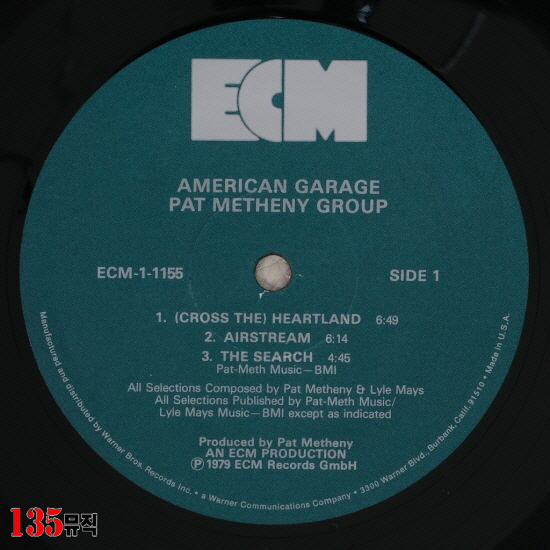 ECM
AMERICAN GARAGE
PAT METHENY GROUP
ECM-1-1155
SIDE 1
1. (CROSS THE) HEARTLAND 6:49
2. AIRSTREAM 6:14
3. THE SEARCH 4:45
Pat-Meth Music—BMI
All Selections Composed by Pat Metheny & Lyle Mays
All Selections Published by Pat-Meth Music/
Lyle Mays Music—BMI except as indicated
Produced by Pat Metheny
AN ECM PRODUCTION
Ⓟ 1979 ECM Records GmbH
Manufactured and distributed by Warner Bros. Records Inc. • a Warner Communications Company • 3300 Warner Blvd., Burbank, Calif. 91510 • Made in U.S.A.
135뮤직